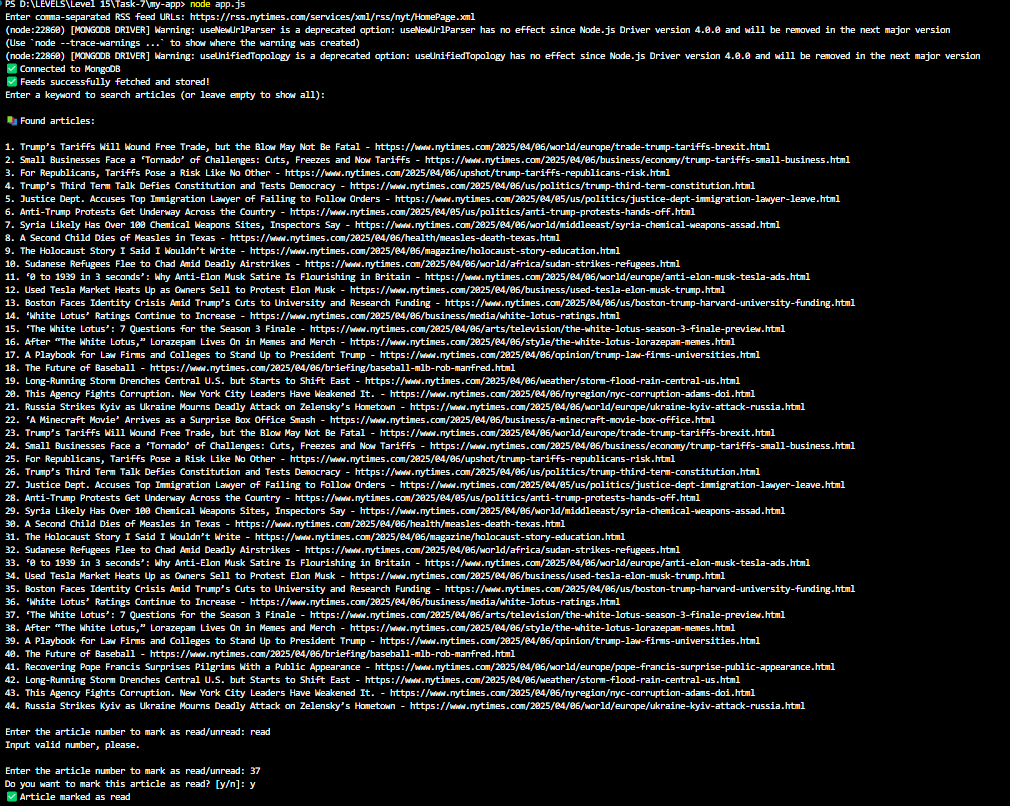 PS D:\LEVELS\Level 15\Task-7\my-app> node app.js
Enter comma-separated RSS feed URLs: https://rss.nytimes.com/services/xml/rss/nyt/HomePage.xml
(node:22860) [MONGODB DRIVER] Warning: useNewUrlParser is a deprecated option: useNewUrlParser has no effect since Node.js Driver version 4.0.0 and will be removed in the next major version
(Use `node --trace-warnings ...` to show where the warning was created)
(node:22860) [MONGODB DRIVER] Warning: useUnifiedTopology is a deprecated option: useUnifiedTopology has no effect since Node.js Driver version 4.0.0 and will be removed in the next major version
✅ Connected to MongoDB
✅ Feeds successfully fetched and stored!
Enter a keyword to search articles (or leave empty to show all):
📚 Found articles:
1. Trump’s Tariffs Will Wound Free Trade, but the Blow May Not Be Fatal - https://www.nytimes.com/2025/04/06/world/europe/trade-trump-tariffs-brexit.html
2. Small Businesses Face a ‘Tornado’ of Challenges: Cuts, Freezes and Now Tariffs - https://www.nytimes.com/2025/04/06/business/economy/trump-tariffs-small-business.html
3. For Republicans, Tariffs Pose a Risk Like No Other - https://www.nytimes.com/2025/04/06/upshot/trump-tariffs-republicans-risk.html
4. Trump’s Third Term Talk Defies Constitution and Tests Democracy - https://www.nytimes.com/2025/04/06/us/politics/trump-third-term-constitution.html
5. Justice Dept. Accuses Top Immigration Lawyer of Failing to Follow Orders - https://www.nytimes.com/2025/04/05/us/politics/justice-dept-immigration-lawyer-leave.html
6. Anti-Trump Protests Get Underway Across the Country - https://www.nytimes.com/2025/04/05/us/politics/anti-trump-protests-hands-off.html
7. Syria Likely Has Over 100 Chemical Weapons Sites, Inspectors Say - https://www.nytimes.com/2025/04/06/world/middleeast/syria-chemical-weapons-assad.html
8. A Second Child Dies of Measles in Texas - https://www.nytimes.com/2025/04/06/health/measles-death-texas.html
9. The Holocaust Story I Said I Wouldn’t Write - https://www.nytimes.com/2025/04/06/magazine/holocaust-story-education.html
10. Sudanese Refugees Flee to Chad Amid Deadly Airstrikes - https://www.nytimes.com/2025/04/06/world/africa/sudan-strikes-refugees.html
11. ‘0 to 1939 in 3 seconds’: Why Anti-Elon Musk Satire Is Flourishing in Britain - https://www.nytimes.com/2025/04/06/world/europe/anti-elon-musk-tesla-ads.html
12. Used Tesla Market Heats Up as Owners Sell to Protest Elon Musk - https://www.nytimes.com/2025/04/06/business/used-tesla-elon-musk-trump.html
13. Boston Faces Identity Crisis Amid Trump’s Cuts to University and Research Funding - https://www.nytimes.com/2025/04/06/us/boston-trump-harvard-university-funding.html
14. ‘White Lotus’ Ratings Continue to Increase - https://www.nytimes.com/2025/04/06/business/media/white-lotus-ratings.html
15. ‘The White Lotus’: 7 Questions for the Season 3 Finale - https://www.nytimes.com/2025/04/06/arts/television/the-white-lotus-season-3-finale-preview.html
16. After “The White Lotus,” Lorazepam Lives On in Memes and Merch - https://www.nytimes.com/2025/04/06/style/the-white-lotus-lorazepam-memes.html
17. A Playbook for Law Firms and Colleges to Stand Up to President Trump - https://www.nytimes.com/2025/04/06/opinion/trump-law-firms-universities.html
18. The Future of Baseball - https://www.nytimes.com/2025/04/06/briefing/baseball-mlb-rob-manfred.html
19. Long-Running Storm Drenches Central U.S. but Starts to Shift East - https://www.nytimes.com/2025/04/06/weather/storm-flood-rain-central-us.html
20. This Agency Fights Corruption. New York City Leaders Have Weakened It. - https://www.nytimes.com/2025/04/06/nyregion/nyc-corruption-adams-doi.html
21. Russia Strikes Kyiv as Ukraine Mourns Deadly Attack on Zelensky’s Hometown - https://www.nytimes.com/2025/04/06/world/europe/ukraine-kyiv-attack-russia.html
22. ‘A Minecraft Movie’ Arrives as a Surprise Box Office Smash - https://www.nytimes.com/2025/04/06/business/a-minecraft-movie-box-office.html
23. Trump’s Tariffs Will Wound Free Trade, but the Blow May Not Be Fatal - https://www.nytimes.com/2025/04/06/world/europe/trade-trump-tariffs-brexit.html
24. Small Businesses Face a ‘Tornado’ of Challenges: Cuts, Freezes and Now Tariffs - https://www.nytimes.com/2025/04/06/business/economy/trump-tariffs-small-business.html
25. For Republicans, Tariffs Pose a Risk Like No Other - https://www.nytimes.com/2025/04/06/upshot/trump-tariffs-republicans-risk.html
26. Trump’s Third Term Talk Defies Constitution and Tests Democracy - https://www.nytimes.com/2025/04/06/us/politics/trump-third-term-constitution.html
27. Justice Dept. Accuses Top Immigration Lawyer of Failing to Follow Orders - https://www.nytimes.com/2025/04/05/us/politics/justice-dept-immigration-lawyer-leave.html
28. Anti-Trump Protests Get Underway Across the Country - https://www.nytimes.com/2025/04/05/us/politics/anti-trump-protests-hands-off.html
29. Syria Likely Has Over 100 Chemical Weapons Sites, Inspectors Say - https://www.nytimes.com/2025/04/06/world/middleeast/syria-chemical-weapons-assad.html
30. A Second Child Dies of Measles in Texas - https://www.nytimes.com/2025/04/06/health/measles-death-texas.html
31. The Holocaust Story I Said I Wouldn’t Write - https://www.nytimes.com/2025/04/06/magazine/holocaust-story-education.html
32. Sudanese Refugees Flee to Chad Amid Deadly Airstrikes - https://www.nytimes.com/2025/04/06/world/africa/sudan-strikes-refugees.html
33. ‘0 to 1939 in 3 seconds’: Why Anti-Elon Musk Satire Is Flourishing in Britain - https://www.nytimes.com/2025/04/06/world/europe/anti-elon-musk-tesla-ads.html
34. Used Tesla Market Heats Up as Owners Sell to Protest Elon Musk - https://www.nytimes.com/2025/04/06/business/used-tesla-elon-musk-trump.html
35. Boston Faces Identity Crisis Amid Trump’s Cuts to University and Research Funding - https://www.nytimes.com/2025/04/06/us/boston-trump-harvard-university-funding.html
36. ‘White Lotus’ Ratings Continue to Increase - https://www.nytimes.com/2025/04/06/business/media/white-lotus-ratings.html
37. ‘The White Lotus’: 7 Questions for the Season 3 Finale - https://www.nytimes.com/2025/04/06/arts/television/the-white-lotus-season-3-finale-preview.html
38. After “The White Lotus,” Lorazepam Lives On in Memes and Merch - https://www.nytimes.com/2025/04/06/style/the-white-lotus-lorazepam-memes.html
39. A Playbook for Law Firms and Colleges to Stand Up to President Trump - https://www.nytimes.com/2025/04/06/opinion/trump-law-firms-universities.html
40. The Future of Baseball - https://www.nytimes.com/2025/04/06/briefing/baseball-mlb-rob-manfred.html
41. Recovering Pope Francis Surprises Pilgrims With a Public Appearance - https://www.nytimes.com/2025/04/06/world/europe/pope-francis-surprise-public-appearance.html
42. Long-Running Storm Drenches Central U.S. but Starts to Shift East - https://www.nytimes.com/2025/04/06/weather/storm-flood-rain-central-us.html
43. This Agency Fights Corruption. New York City Leaders Have Weakened It. - https://www.nytimes.com/2025/04/06/nyregion/nyc-corruption-adams-doi.html
44. Russia Strikes Kyiv as Ukraine Mourns Deadly Attack on Zelensky’s Hometown - https://www.nytimes.com/2025/04/06/world/europe/ukraine-kyiv-attack-russia.html
Enter the article number to mark as read/unread: read
Input valid number, please.
Enter the article number to mark as read/unread: 37
Do you want to mark this article as read? [y/n]: y
✅ Article marked as read